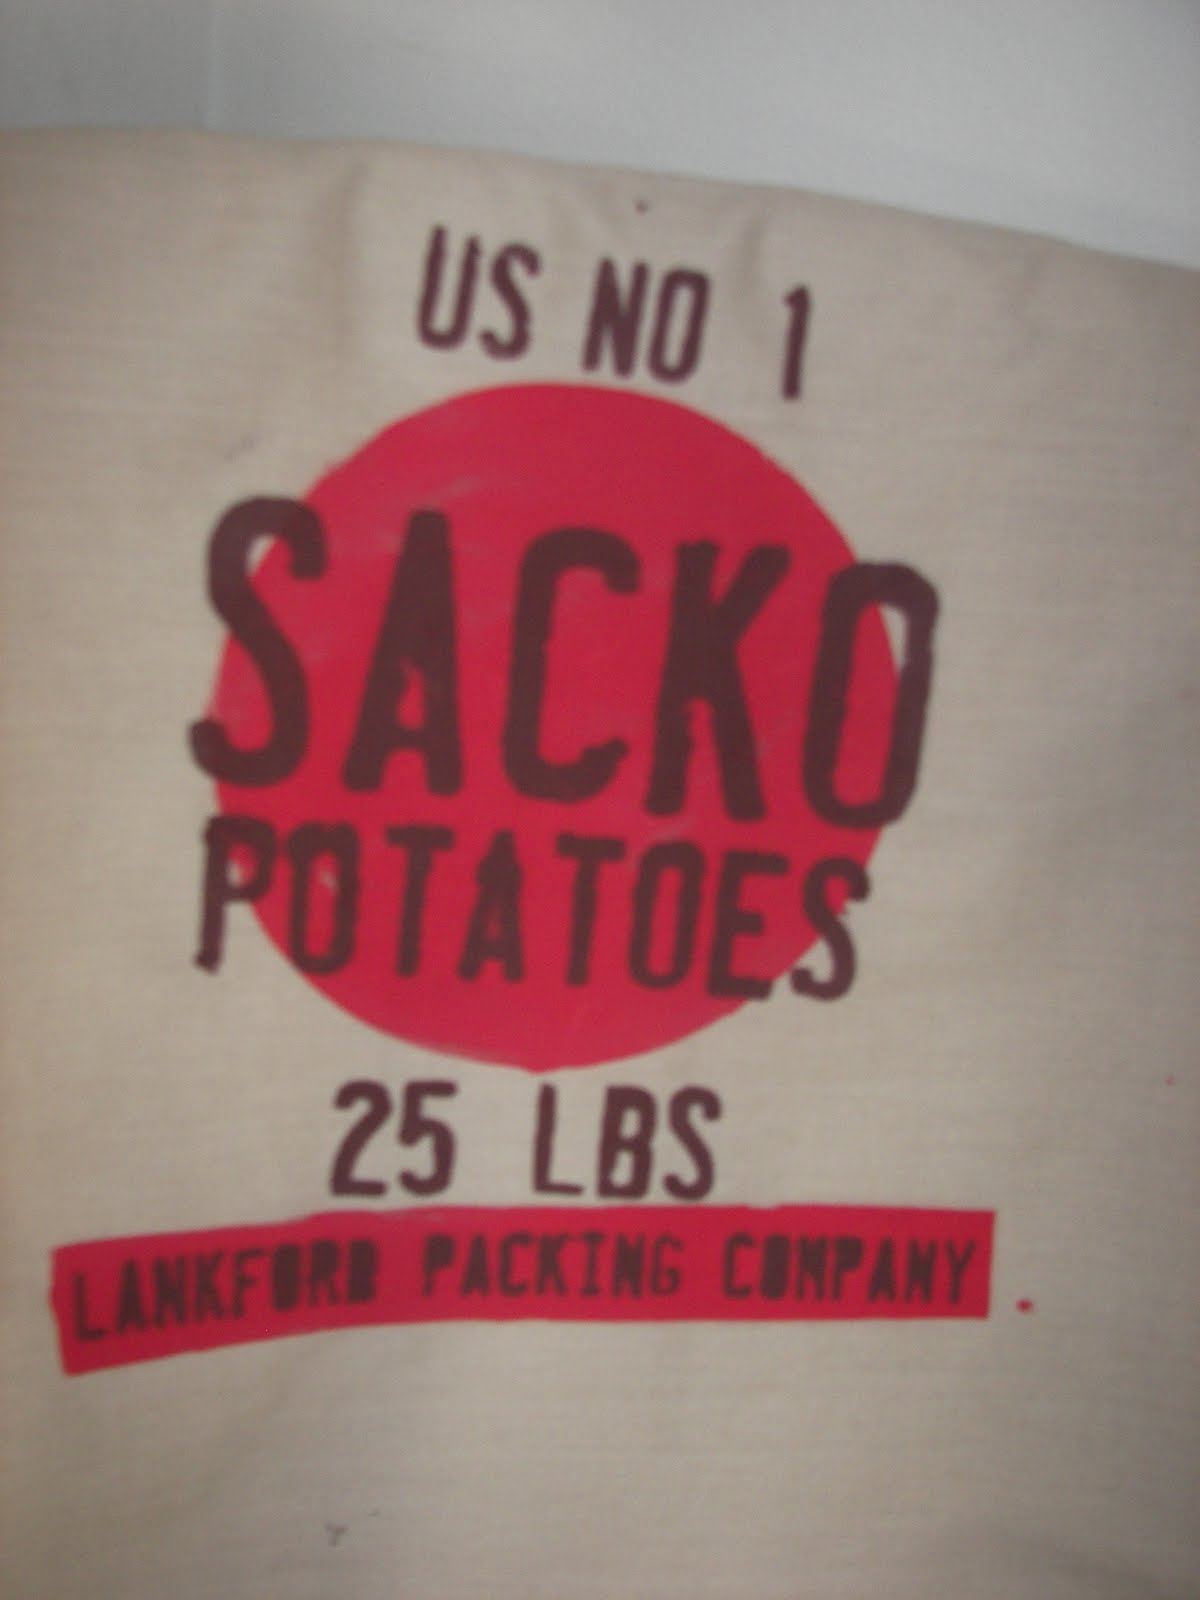 US NO 1
SACKO
POTATOES
25 LBS
LANKFORD PACKING COMPANY